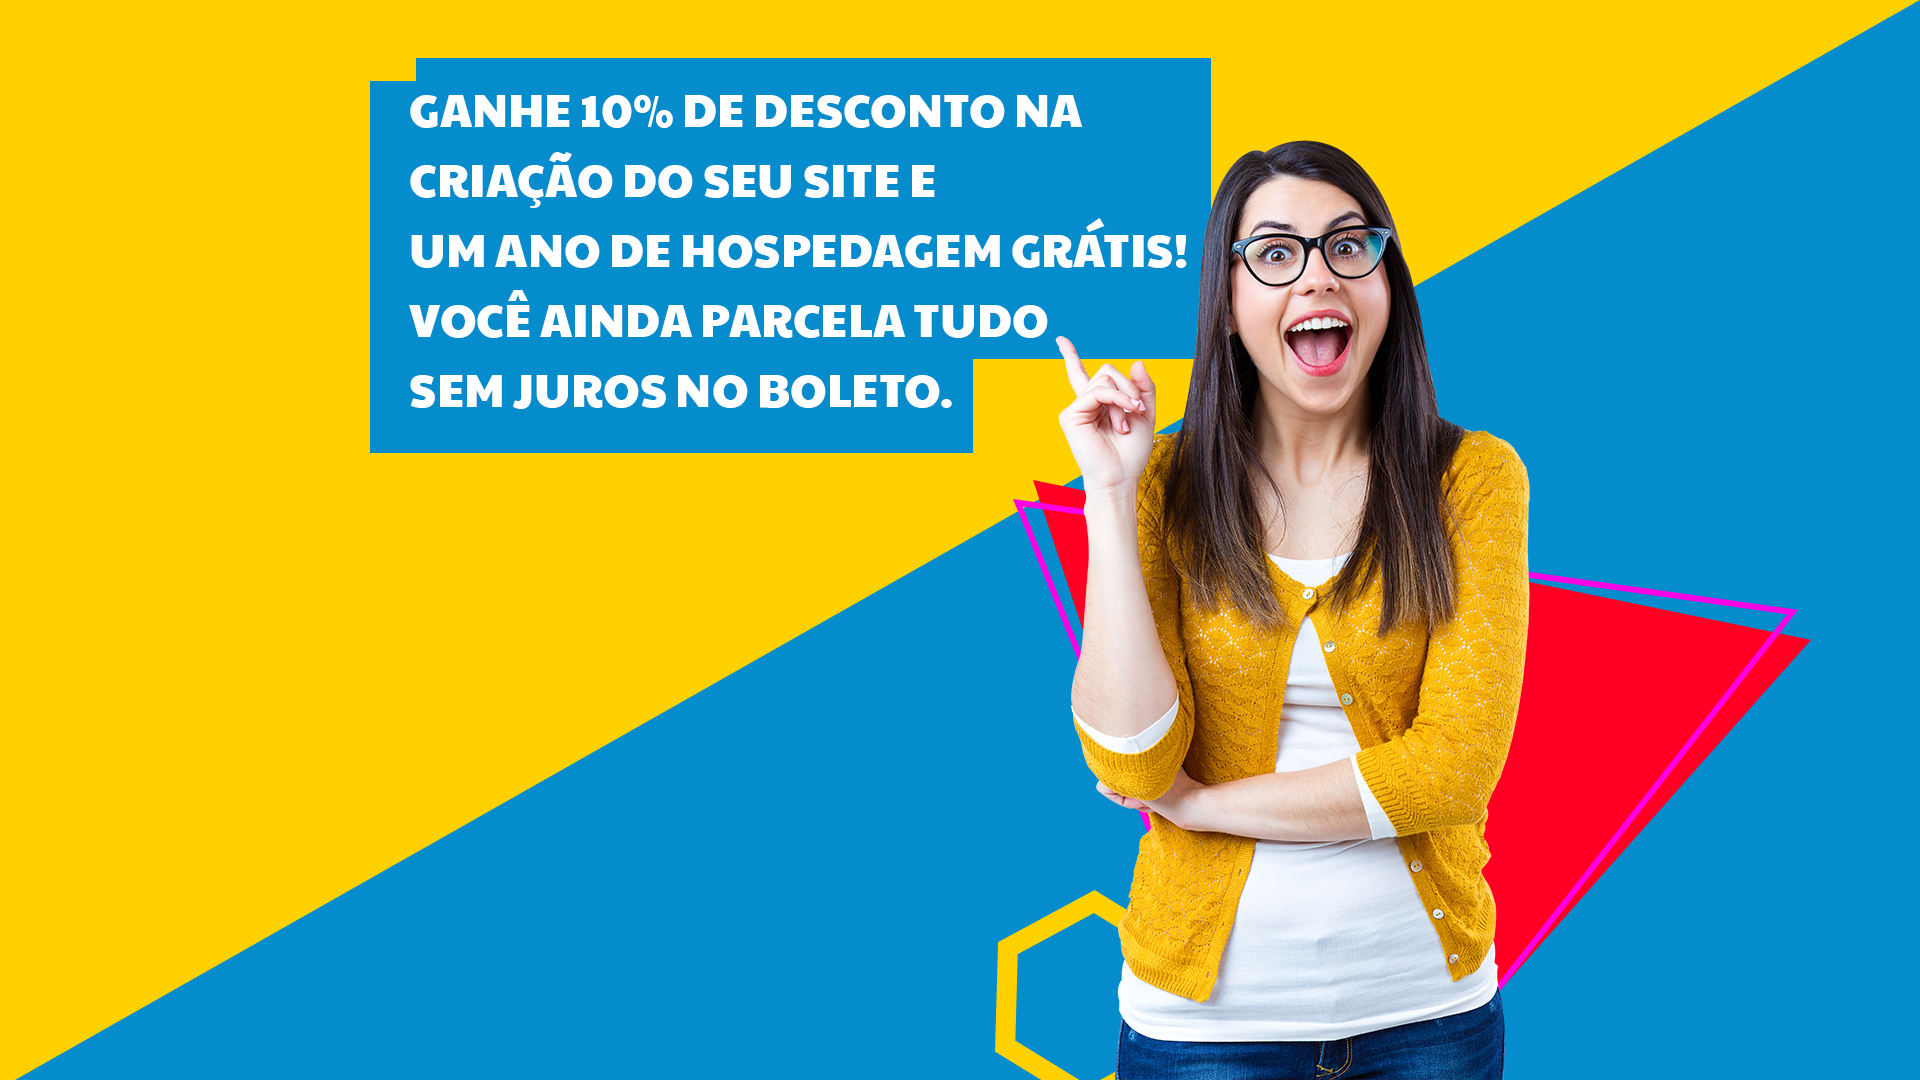 GANHE 10% DE DESCONTO NA
CRIAÇÃO DO SEU SITE E
UM ANO DE HOSPEDAGEM GRÁTIS!
VOCÊ AINDA PARCELA TUDO
SEM JUROS NO BOLETO.